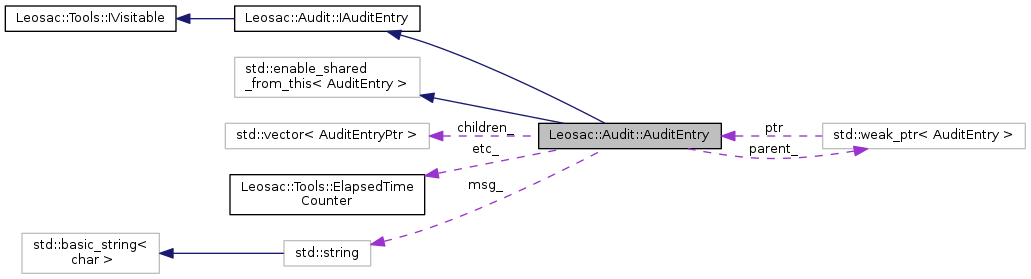 Leosac::Tools::IVisitable
Leosac::Audit::IAuditEntry
std::enable_shared
_from_this< AuditEntry >
std::vector< AuditEntryPtr >
children_
Leosac::Audit::AuditEntry
ptr
std::weak_ptr< AuditEntry >
etc_
parent_
Leosac::Tools::ElapsedTime
Counter
msg_
std::basic_string<
char >
std::string